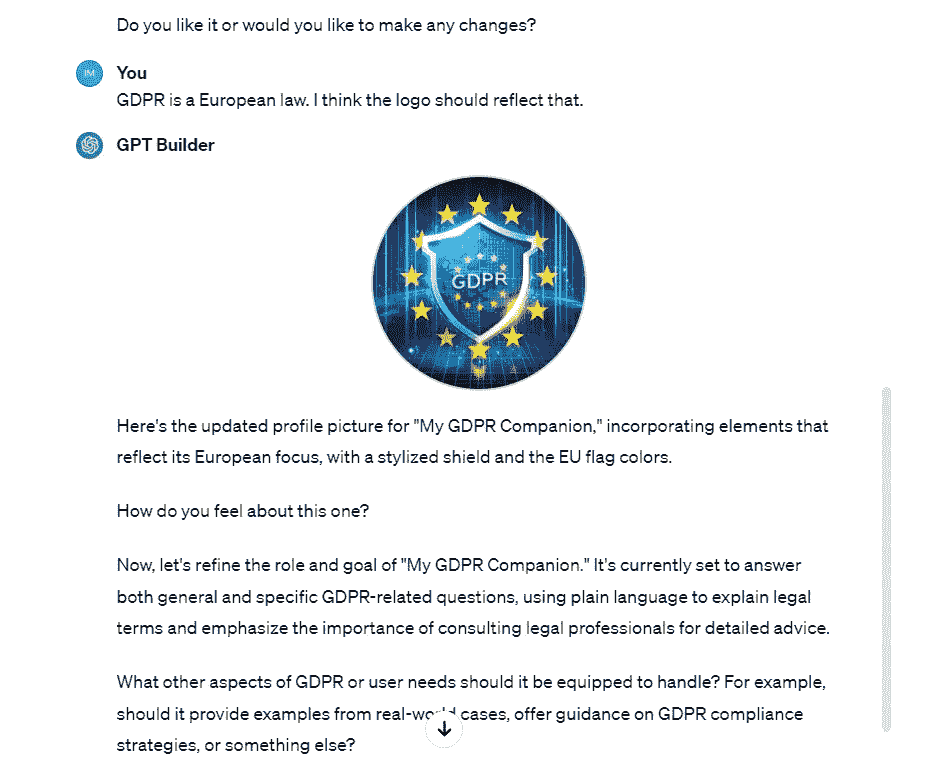 Do you like it or would you like to make any changes?
IM
You
GDPR is a European law. I think the logo should reflect that.
GPT Builder
GDPR
Here's the updated profile picture for "My GDPR Companion," incorporating elements that
reflect its European focus, with a stylized shield and the EU flag colors.
How do you feel about this one?
Now, let's refine the role and goal of "My GDPR Companion." It's currently set to answer
both general and specific GDPR-related questions, using plain language to explain legal
terms and emphasize the importance of consulting legal professionals for detailed advice.
What other aspects of GDPR or user needs should it be equipped to handle? For example,
should it provide examples from real-world cases, offer guidance on GDPR compliance
strategies, or something else?